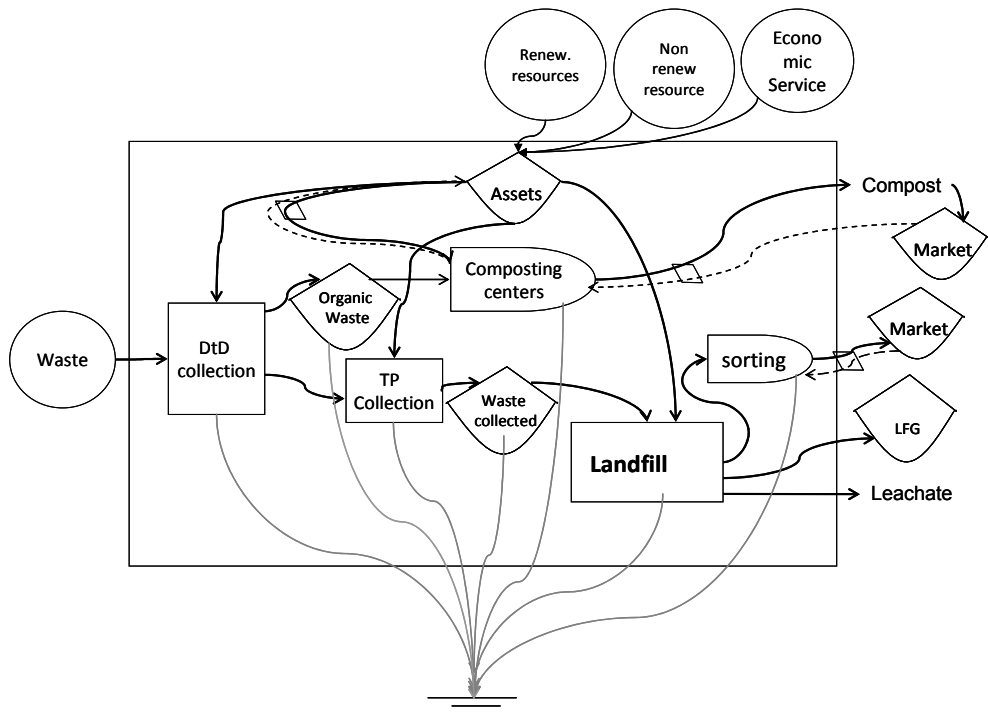 Renew.
resources
Non
renew
resource
Econo
mic
Service
Assets
Compost
Market
Composting
centers
Organic
Waste
Market
Waste
DtD
collection
sorting
TP
Collection
Waste
collected
LFG
Landfill
Leachate